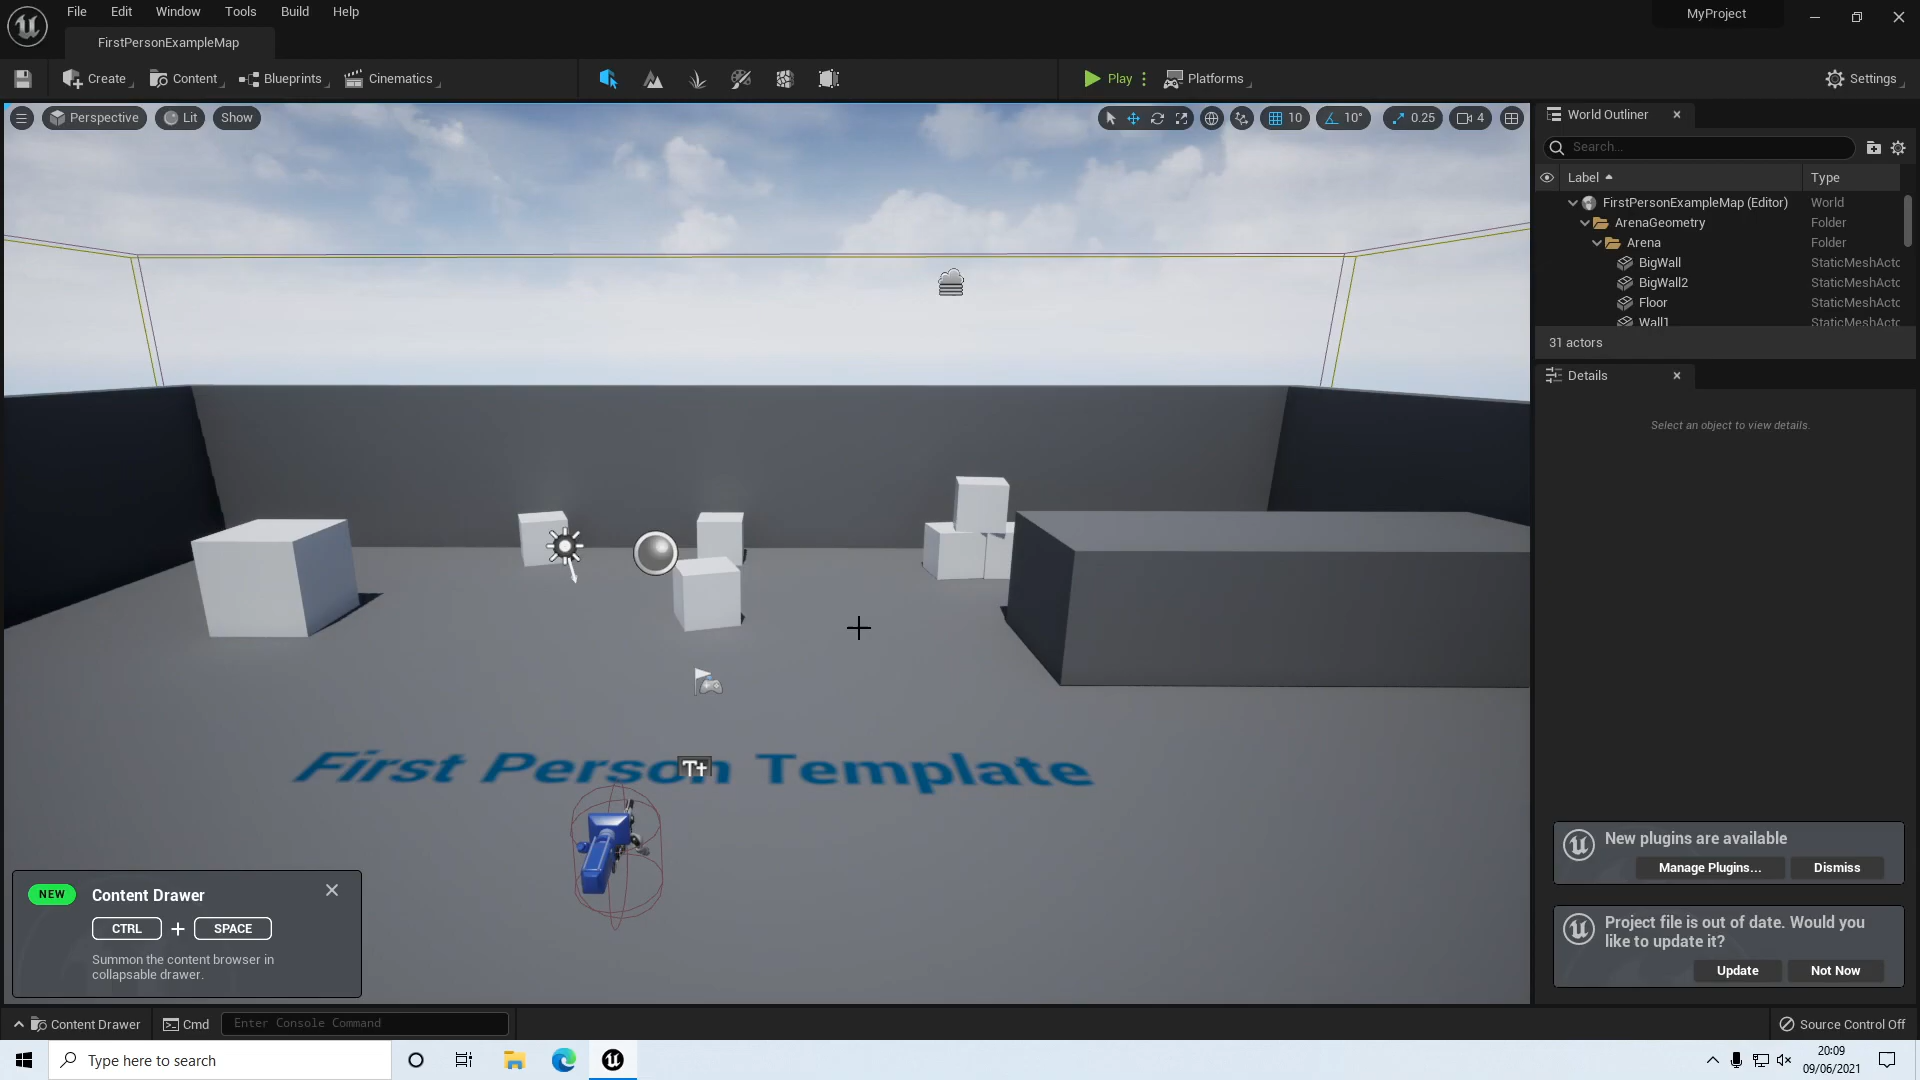 File Edit Window Tools Build Help
MyProject
FirstPersonExampleMap
Create Content Blueprints Cinematics Play Platforms Settings
Perspective Lit Show 10 10° 0.25 4
World Outliner
Search...
Label Type
FirstPersonExampleMap (Editor) World
ArenaGeometry Folder
Arena Folder
BigWall StaticMeshActc
BigWall2 StaticMeshActc
Floor StaticMeshActc
Wall1 StaticMeshActc
31 actors
Details
Select an object to view details.
First Person Template
T+
New plugins are available
Manage Plugins... Dismiss
Project file is out of date. Would you
like to update it?
Update Not Now
NEW Content Drawer
CTRL + SPACE
Summon the content browser in
collapsable drawer.
Content Drawer Cmd Enter Console Command Source Control Off
Type here to search
20:09
09/06/2021